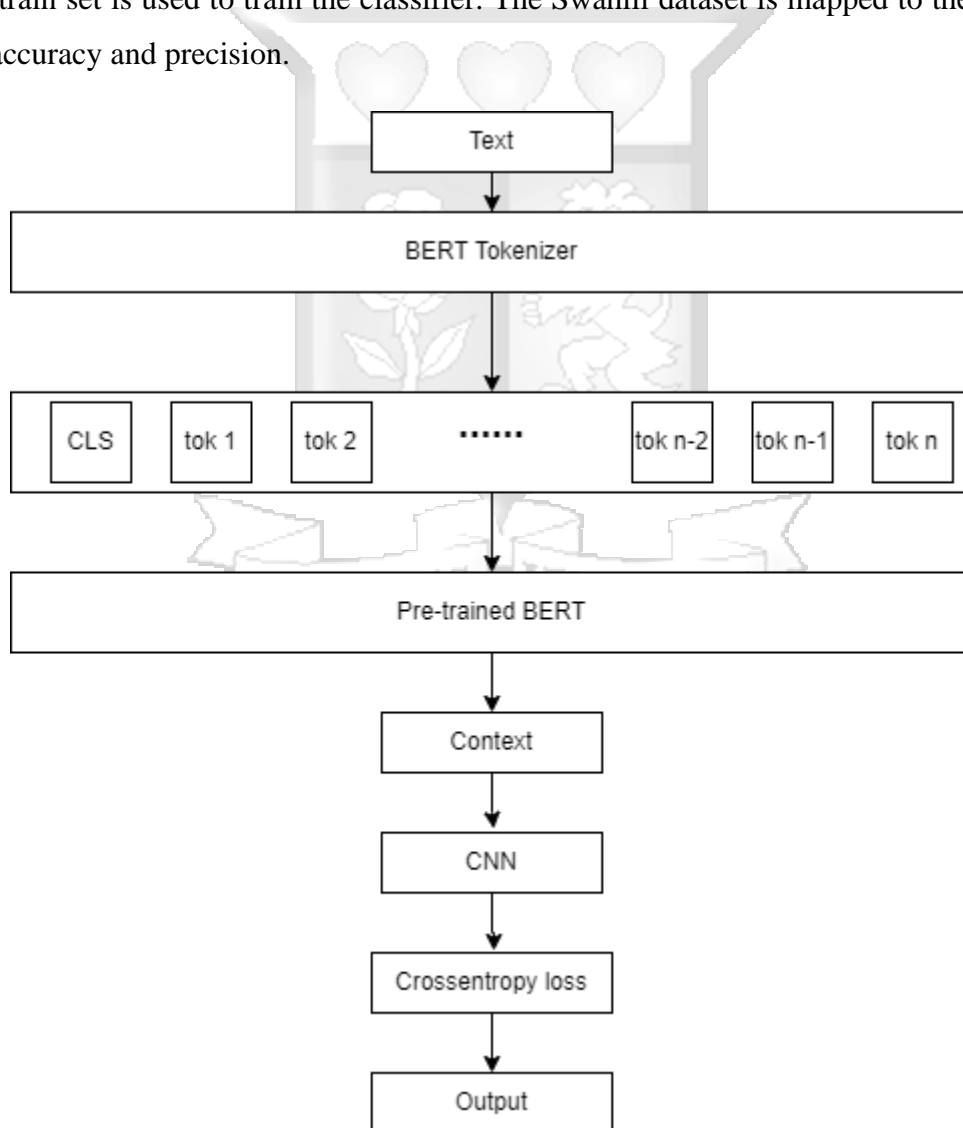 train set is used to train the classifier. The Swahili dataset is mapped to the
accuracy and precision.
Text
BERT Tokenizer
CLS tok 1 tok 2 ...... tok n-2 tok n-1 tok n
Pre-trained BERT
Context
CNN
Crossentropy loss
Output